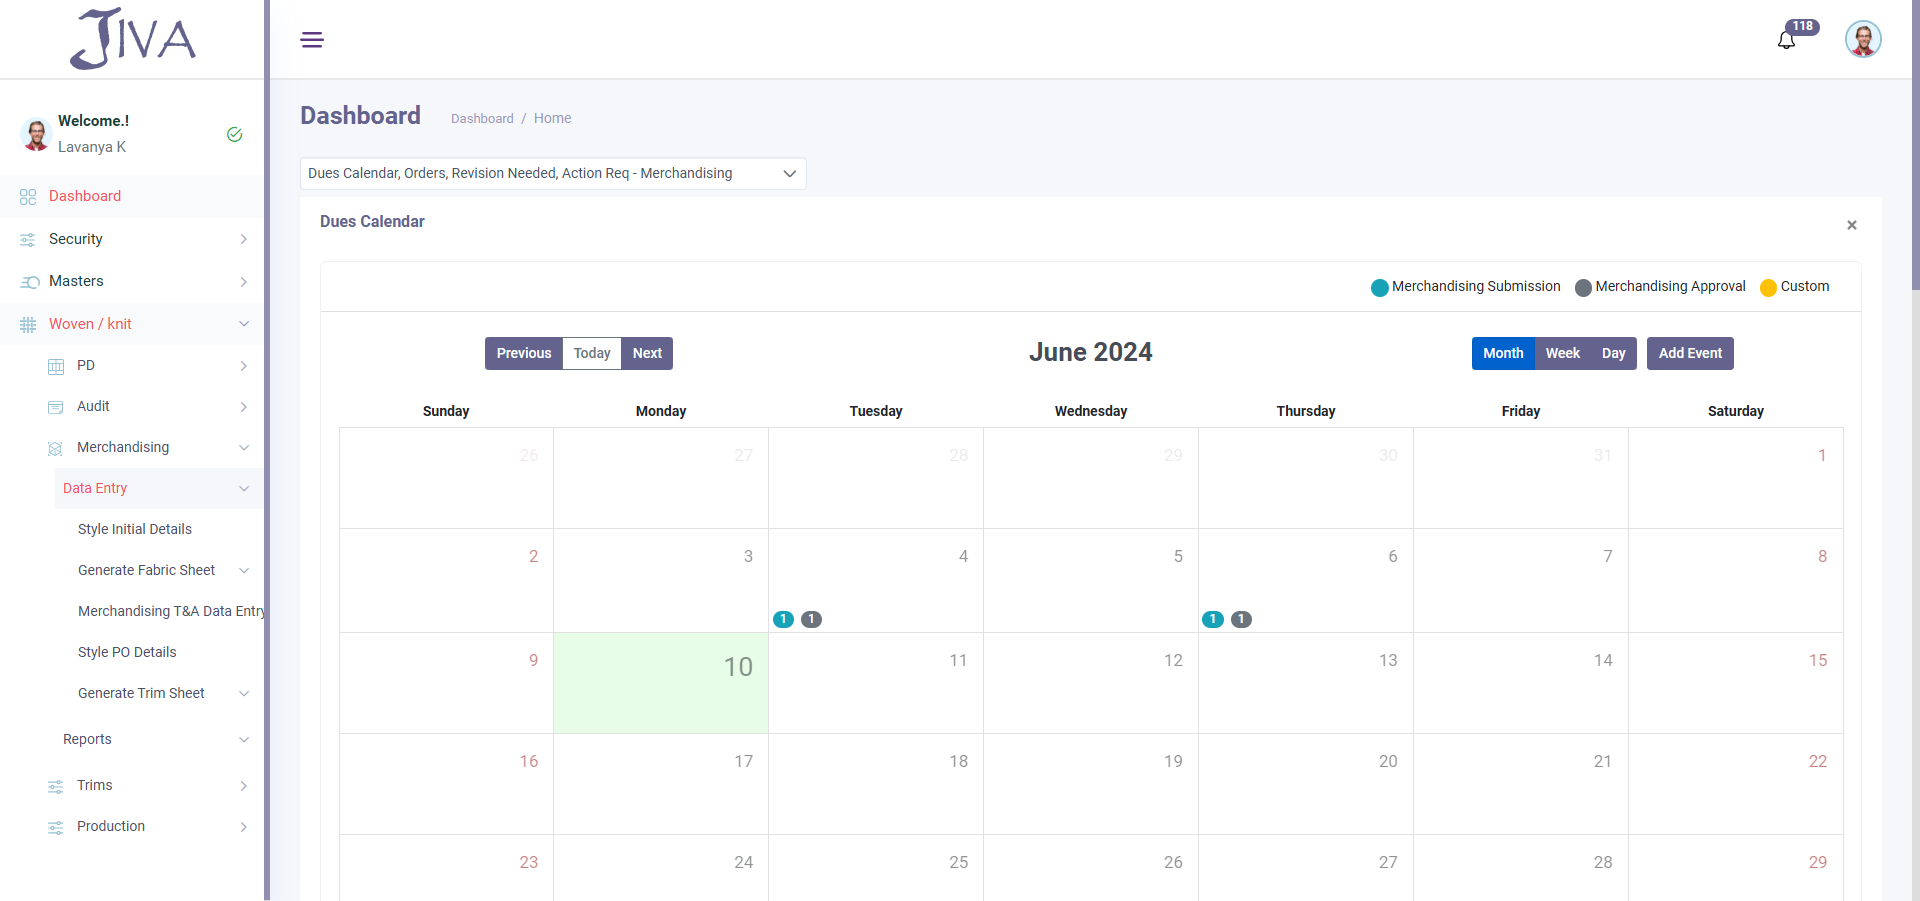 JIVA
118
Welcome.!
Lavanya K
Dashboard
Security
Masters
Woven / knit
PD
Audit
Merchandising
Data Entry
Style Initial Details
Generate Fabric Sheet
Merchandising T&A Data Entry
Style PO Details
Generate Trim Sheet
Reports
Trims
Production
Dashboard Dashboard / Home
Dues Calendar, Orders, Revision Needed, Action Req - Merchandising
Dues Calendar ×
Merchandising Submission Merchandising Approval Custom
Previous Today Next June 2024 Month Week Day Add Event
Sunday Monday Tuesday Wednesday Thursday Friday Saturday
26 27 28 29 30 31 1
2 3 4 5 6 7 8
1 1 1 1
9 10 11 12 13 14 15
16 17 18 19 20 21 22
23 24 25 26 27 28 29